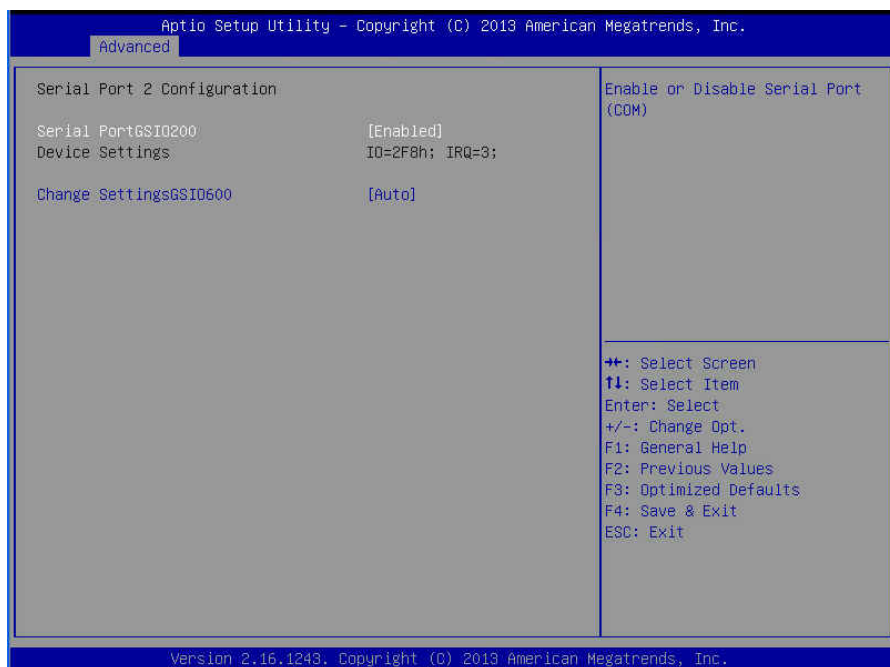 Aptio Setup Utility – Copyright (C) 2013 American Megatrends, Inc.
Advanced
Serial Port 2 Configuration
Serial PortGSIO200 [Enabled]
Device Settings IO=2F8h; IRQ=3;
Change SettingsGSIO600 [Auto]
Enable or Disable Serial Port
(COM)
→←: Select Screen
↑↓: Select Item
Enter: Select
+/-: Change Opt.
F1: General Help
F2: Previous Values
F3: Optimized Defaults
F4: Save & Exit
ESC: Exit
Version 2.16.1243. Copyright (C) 2013 American Megatrends, Inc.